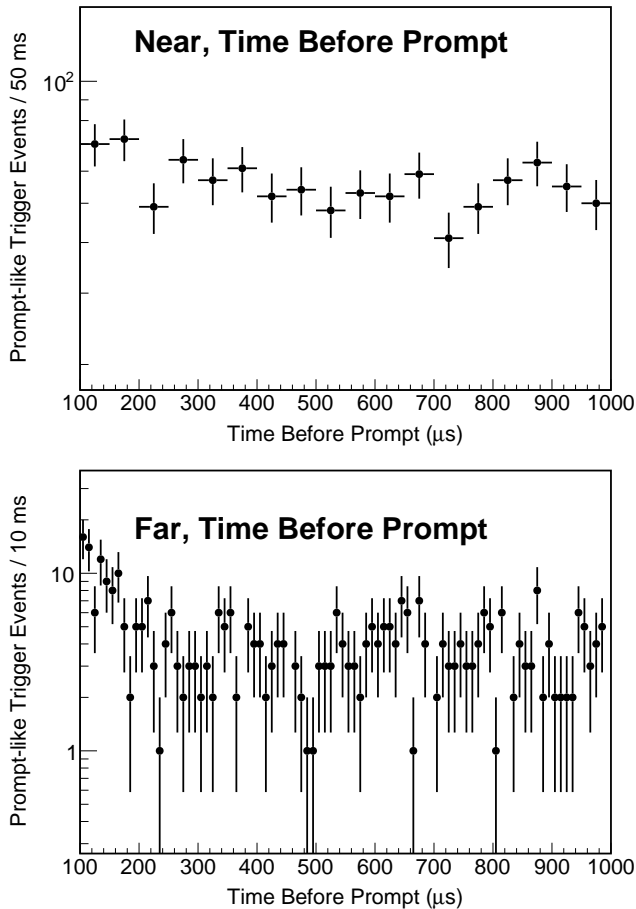 Near, Time Before Prompt
Prompt-like Trigger Events / 50 ms
10²
100 200 300 400 500 600 700 800 900 1000
Time Before Prompt (μs)
Far, Time Before Prompt
Prompt-like Trigger Events / 10 ms
10
1
100 200 300 400 500 600 700 800 900 1000
Time Before Prompt (μs)